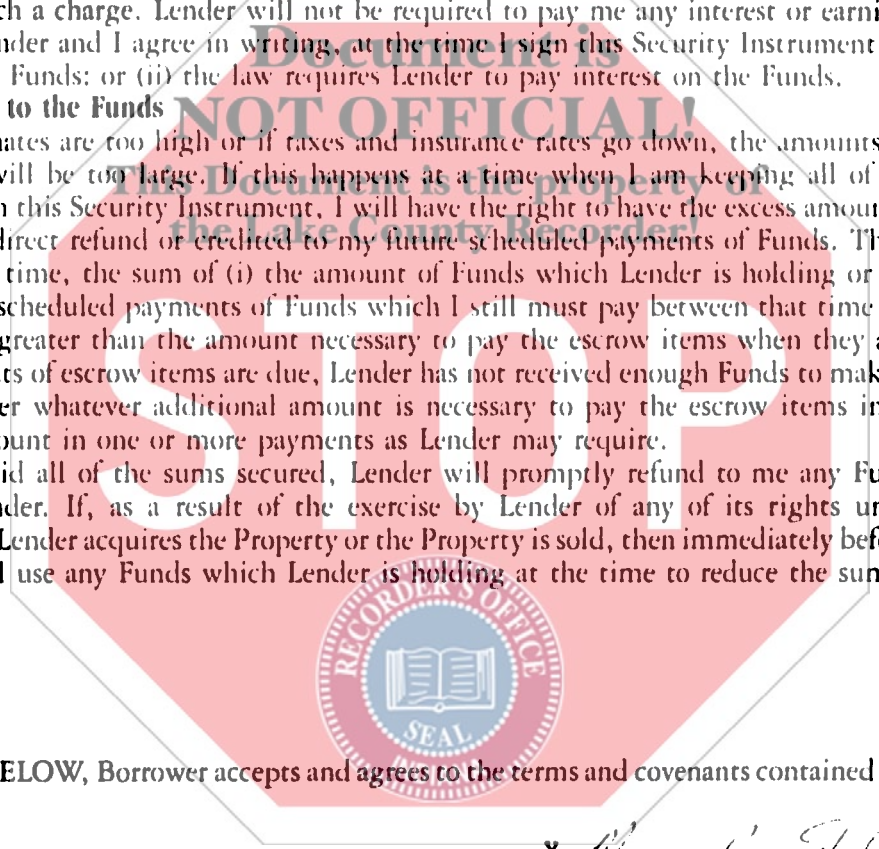 ch a charge. Lender will not be required to pay me any interest or earni
nder and I agree in writing, at the time I sign this Security Instrument
Funds: or (ii) the law requires Lender to pay interest on the Funds.
to the Funds
nates are too high or if taxes and insurance rates go down, the amounts
will be too large. If this happens at a time when I am keeping all of
n this Security Instrument, I will have the right to have the excess amoun
direct refund or credited to my future scheduled payments of Funds. Th
time, the sum of (i) the amount of Funds which Lender is holding or
scheduled payments of Funds which I still must pay between that time
greater than the amount necessary to pay the escrow items when they a
ts of escrow items are due, Lender has not received enough Funds to mak
er whatever additional amount is necessary to pay the escrow items in
ount in one or more payments as Lender may require.
id all of the sums secured, Lender will promptly refund to me any Fu
der. If, as a result of the exercise by Lender of any of its rights un
Lender acquires the Property or the Property is sold, then immediately befo
l use any Funds which Lender is holding at the time to reduce the sum
ELOW, Borrower accepts and agrees to the terms and covenants contained
Document is
NOT OFFICIAL!
This Document is the property of
the Lake County Recorder!
STOP
RECORDER'S OFFICE
SEAL
INDIANA